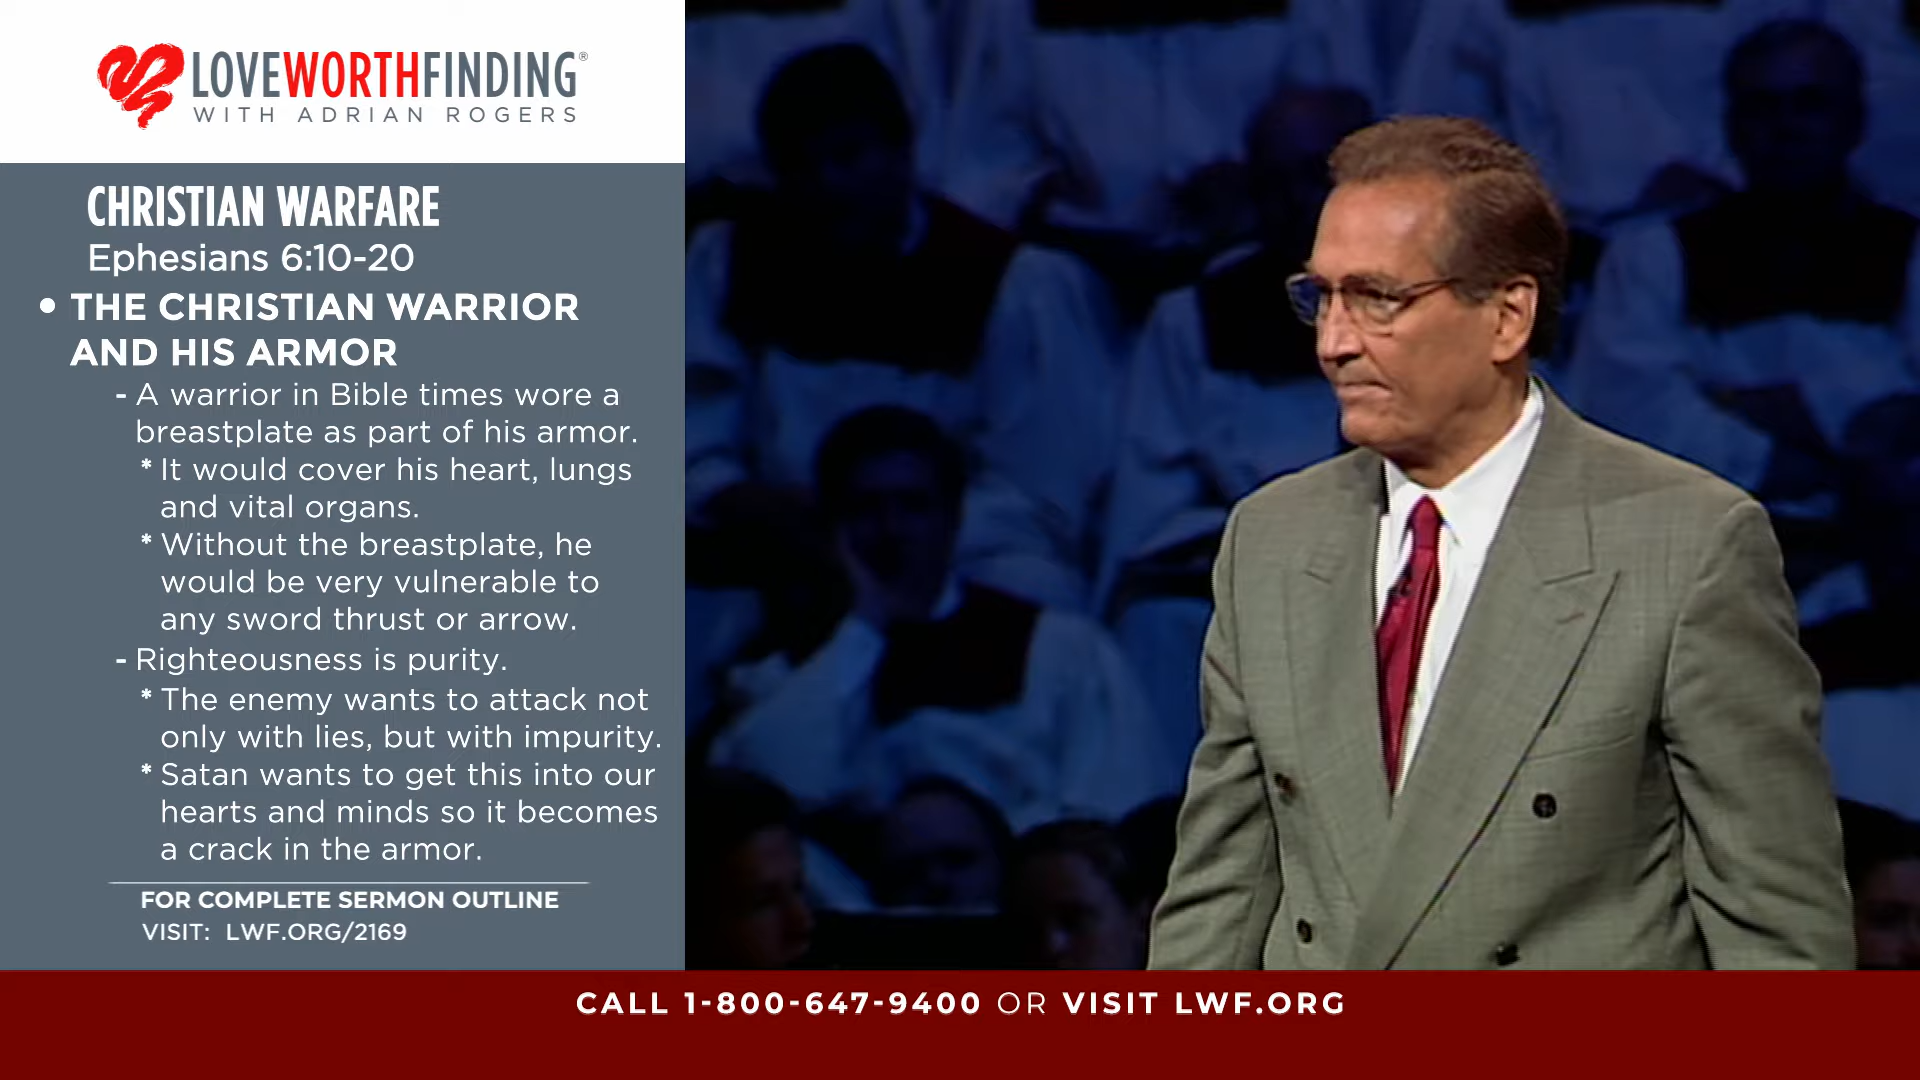 LOVEWORTHFINDING®
WITH ADRIAN ROGERS
CHRISTIAN WARFARE
Ephesians 6:10-20
• THE CHRISTIAN WARRIOR
AND HIS ARMOR
- A warrior in Bible times wore a
breastplate as part of his armor.
* It would cover his heart, lungs
and vital organs.
* Without the breastplate, he
would be very vulnerable to
any sword thrust or arrow.
- Righteousness is purity.
* The enemy wants to attack not
only with lies, but with impurity.
* Satan wants to get this into our
hearts and minds so it becomes
a crack in the armor.
FOR COMPLETE SERMON OUTLINE
VISIT: LWF.ORG/2169
CALL 1-800-647-9400 OR VISIT LWF.ORG